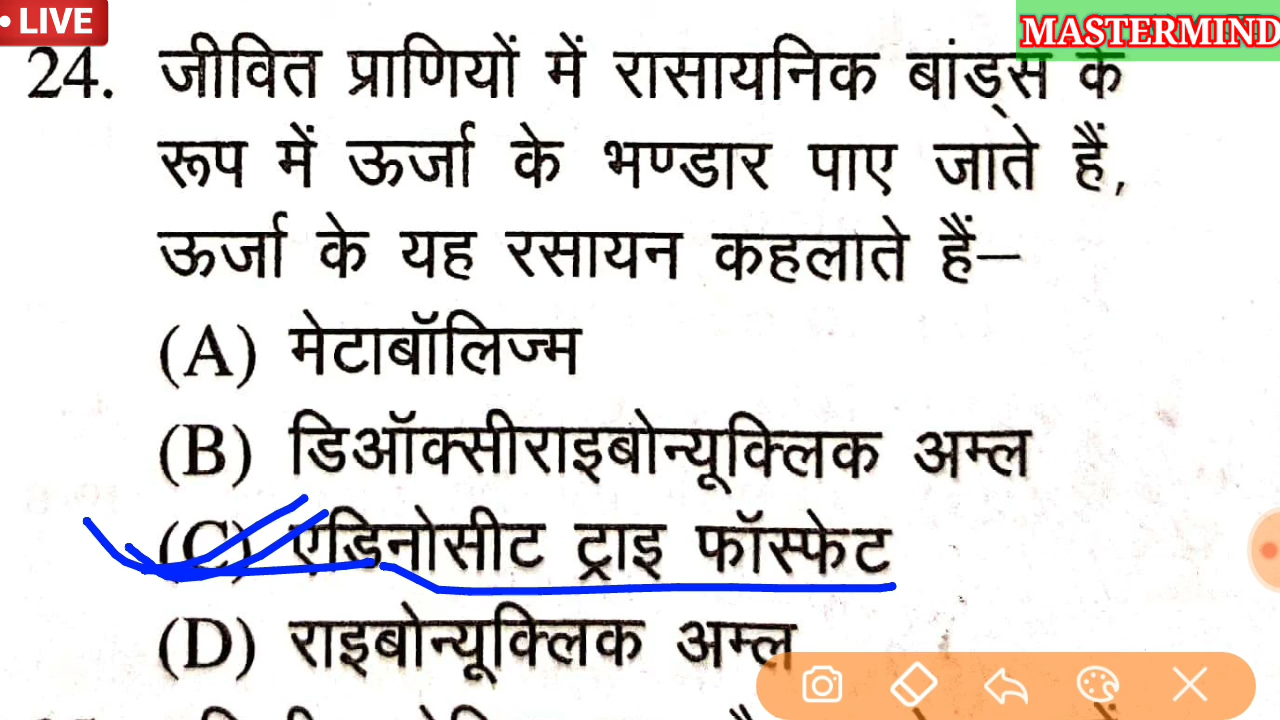 • LIVE
MASTERMIND
24. जीवित प्राणियों में रासायनिक बांड्स के
रूप में ऊर्जा के भण्डार पाए जाते हैं,
ऊर्जा के यह रसायन कहलाते हैं–
(A) मेटाबॉलिज्म
(B) डिऑक्सीराइबोन्यूक्लिक अम्ल
(C) एडिनोसीट ट्राइ फॉस्फेट
(D) राइबोन्यूक्लिक अम्ल